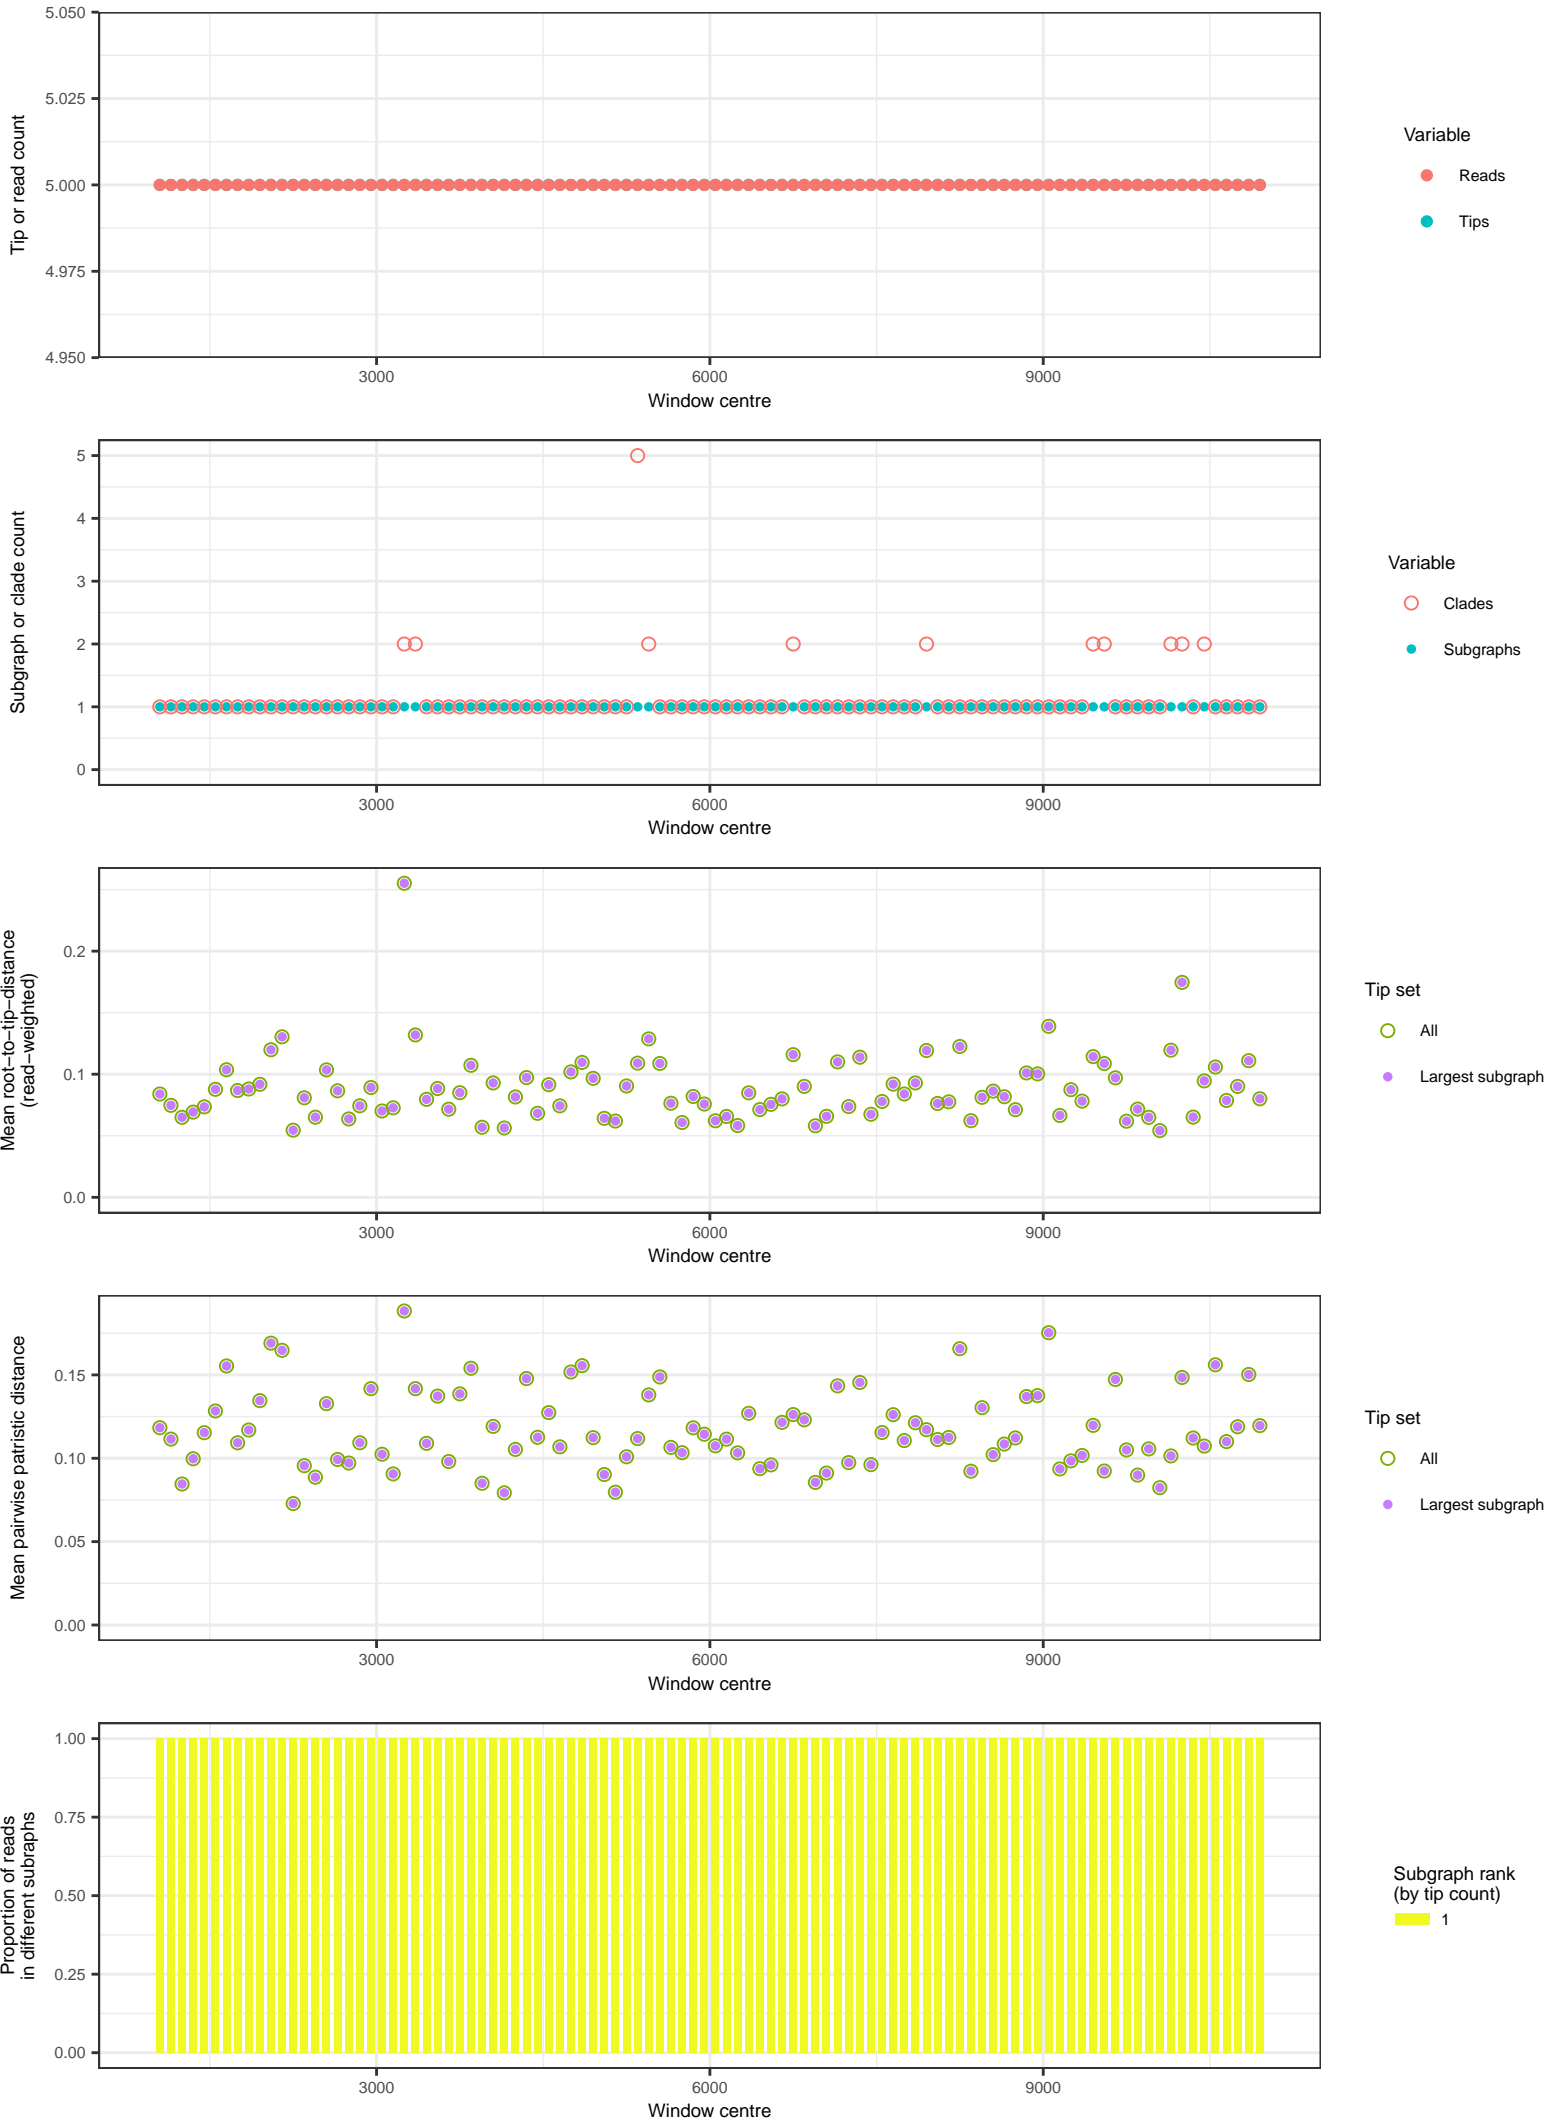 5.050
5.025
5.000
4.975
4.950
Tip or read count
3000
6000
9000
Window centre
Variable
Reads
Tips
5
4
3
2
1
0
Subgraph or clade count
3000
6000
9000
Window centre
Variable
Clades
Subgraphs
0.2
0.1
0.0
Mean root−to−tip−distance
(read−weighted)
3000
6000
9000
Window centre
Tip set
All
Largest subgraph
0.15
0.10
0.05
0.00
Mean pairwise patristic distance
3000
6000
9000
Window centre
Tip set
All
Largest subgraph
1.00
0.75
0.50
0.25
0.00
Proportion of reads
in different subraphs
3000
6000
9000
Window centre
Subgraph rank
(by tip count)
1